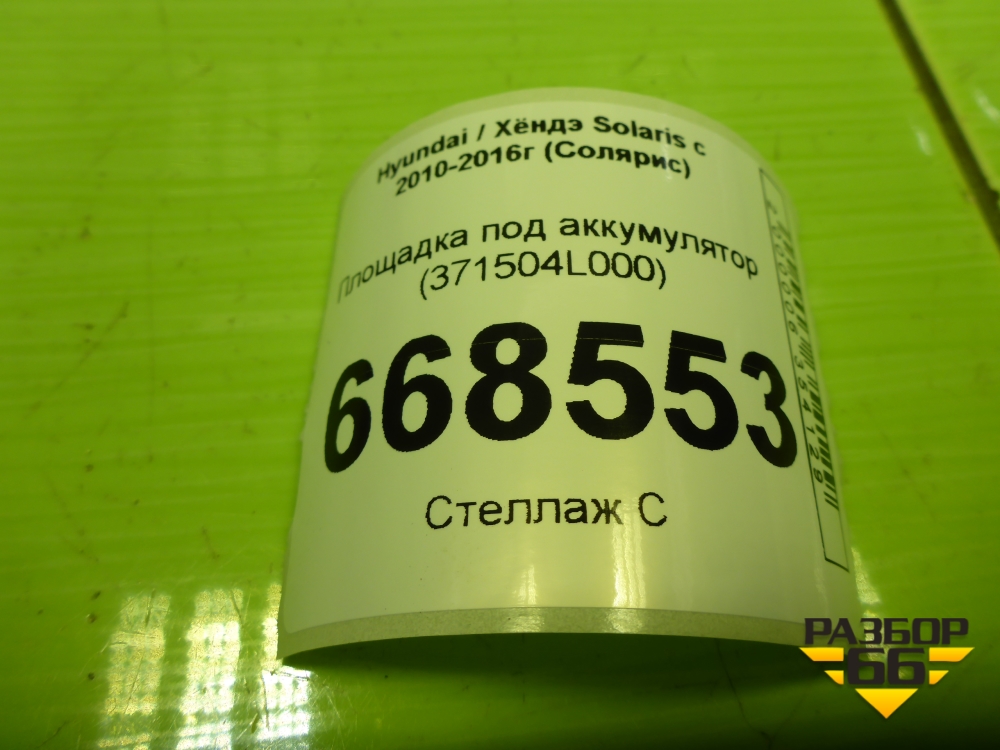 Hyundai / Хёндэ Solaris с
2010-2016г (Солярис)
Площадка под аккумулятор
(371504L000)
668553
Стеллаж С
РАЗБОР
66